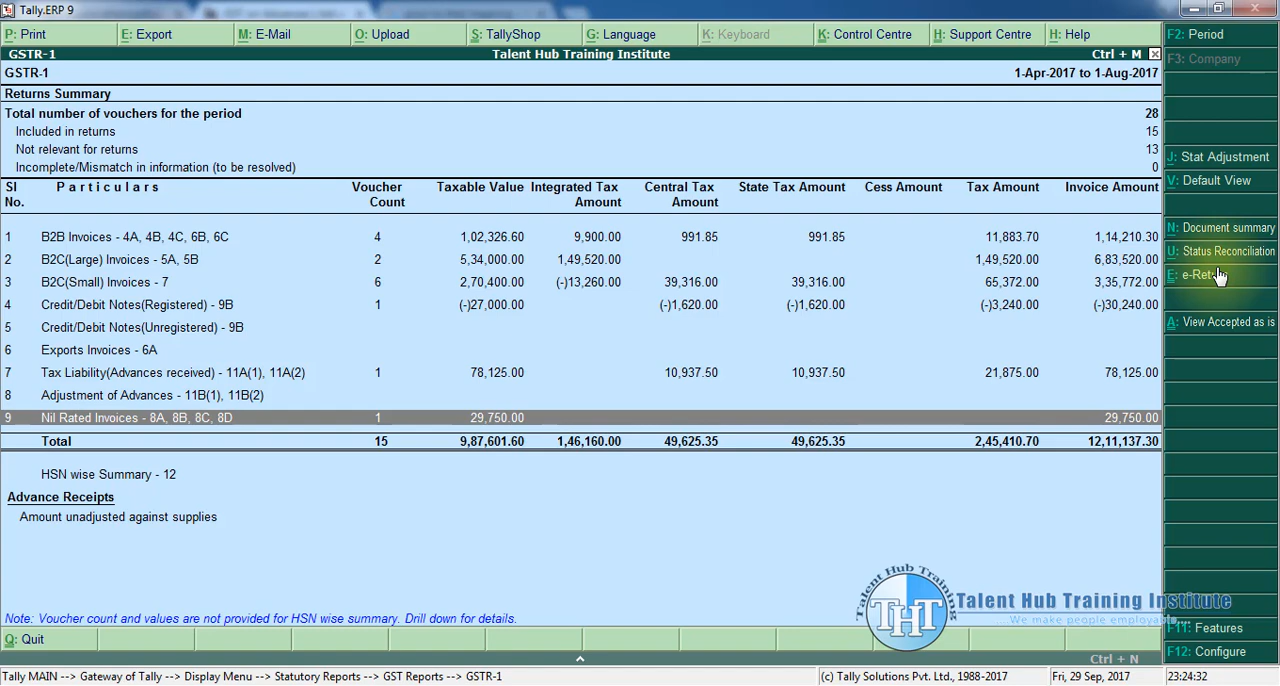 Tally.ERP 9
P: Print E: Export M: E-Mail O: Upload S: TallyShop G: Language K: Keyboard K: Control Centre H: Support Centre H: Help
GSTR-1 Talent Hub Training Institute Ctrl + M
GSTR-1 1-Apr-2017 to 1-Aug-2017
Returns Summary
Total number of vouchers for the period 28
Included in returns 15
Not relevant for returns 13
Incomplete/Mismatch in information (to be resolved) 0
Sl Particulars Voucher Taxable Value Integrated Tax Central Tax State Tax Amount Cess Amount Tax Amount Invoice Amount
No. Count Amount Amount
1 B2B Invoices - 4A, 4B, 4C, 6B, 6C 4 1,02,326.60 9,900.00 991.85 991.85 11,883.70 1,14,210.30
2 B2C(Large) Invoices - 5A, 5B 2 5,34,000.00 1,49,520.00 1,49,520.00 6,83,520.00
3 B2C(Small) Invoices - 7 6 2,70,400.00 (-)13,260.00 39,316.00 39,316.00 65,372.00 3,35,772.00
4 Credit/Debit Notes(Registered) - 9B 1 (-)27,000.00 (-)1,620.00 (-)1,620.00 (-)3,240.00 (-)30,240.00
5 Credit/Debit Notes(Unregistered) - 9B
6 Exports Invoices - 6A
7 Tax Liability(Advances received) - 11A(1), 11A(2) 1 78,125.00 10,937.50 10,937.50 21,875.00 78,125.00
8 Adjustment of Advances - 11B(1), 11B(2)
9 Nil Rated Invoices - 8A, 8B, 8C, 8D 1 29,750.00 29,750.00
Total 15 9,87,601.60 1,46,160.00 49,625.35 49,625.35 2,45,410.70 12,11,137.30
HSN wise Summary - 12
Advance Receipts
Amount unadjusted against supplies
Note: Voucher count and values are not provided for HSN wise summary. Drill down for details.
Q: Quit
Ctrl + N
F2: Period
F3: Company
J: Stat Adjustment
V: Default View
N: Document summary
U: Status Reconciliation
E:
A: View Accepted as is
F11: Features
F12: Configure
Talent Hub Training
THT
Talent Hub Training Institute
...We make people employable....
Tally MAIN --> Gateway of Tally --> Display Menu --> Statutory Reports --> GST Reports --> GSTR-1 (c) Tally Solutions Pvt. Ltd., 1988-2017 Fri, 29 Sep, 2017 23:24:32